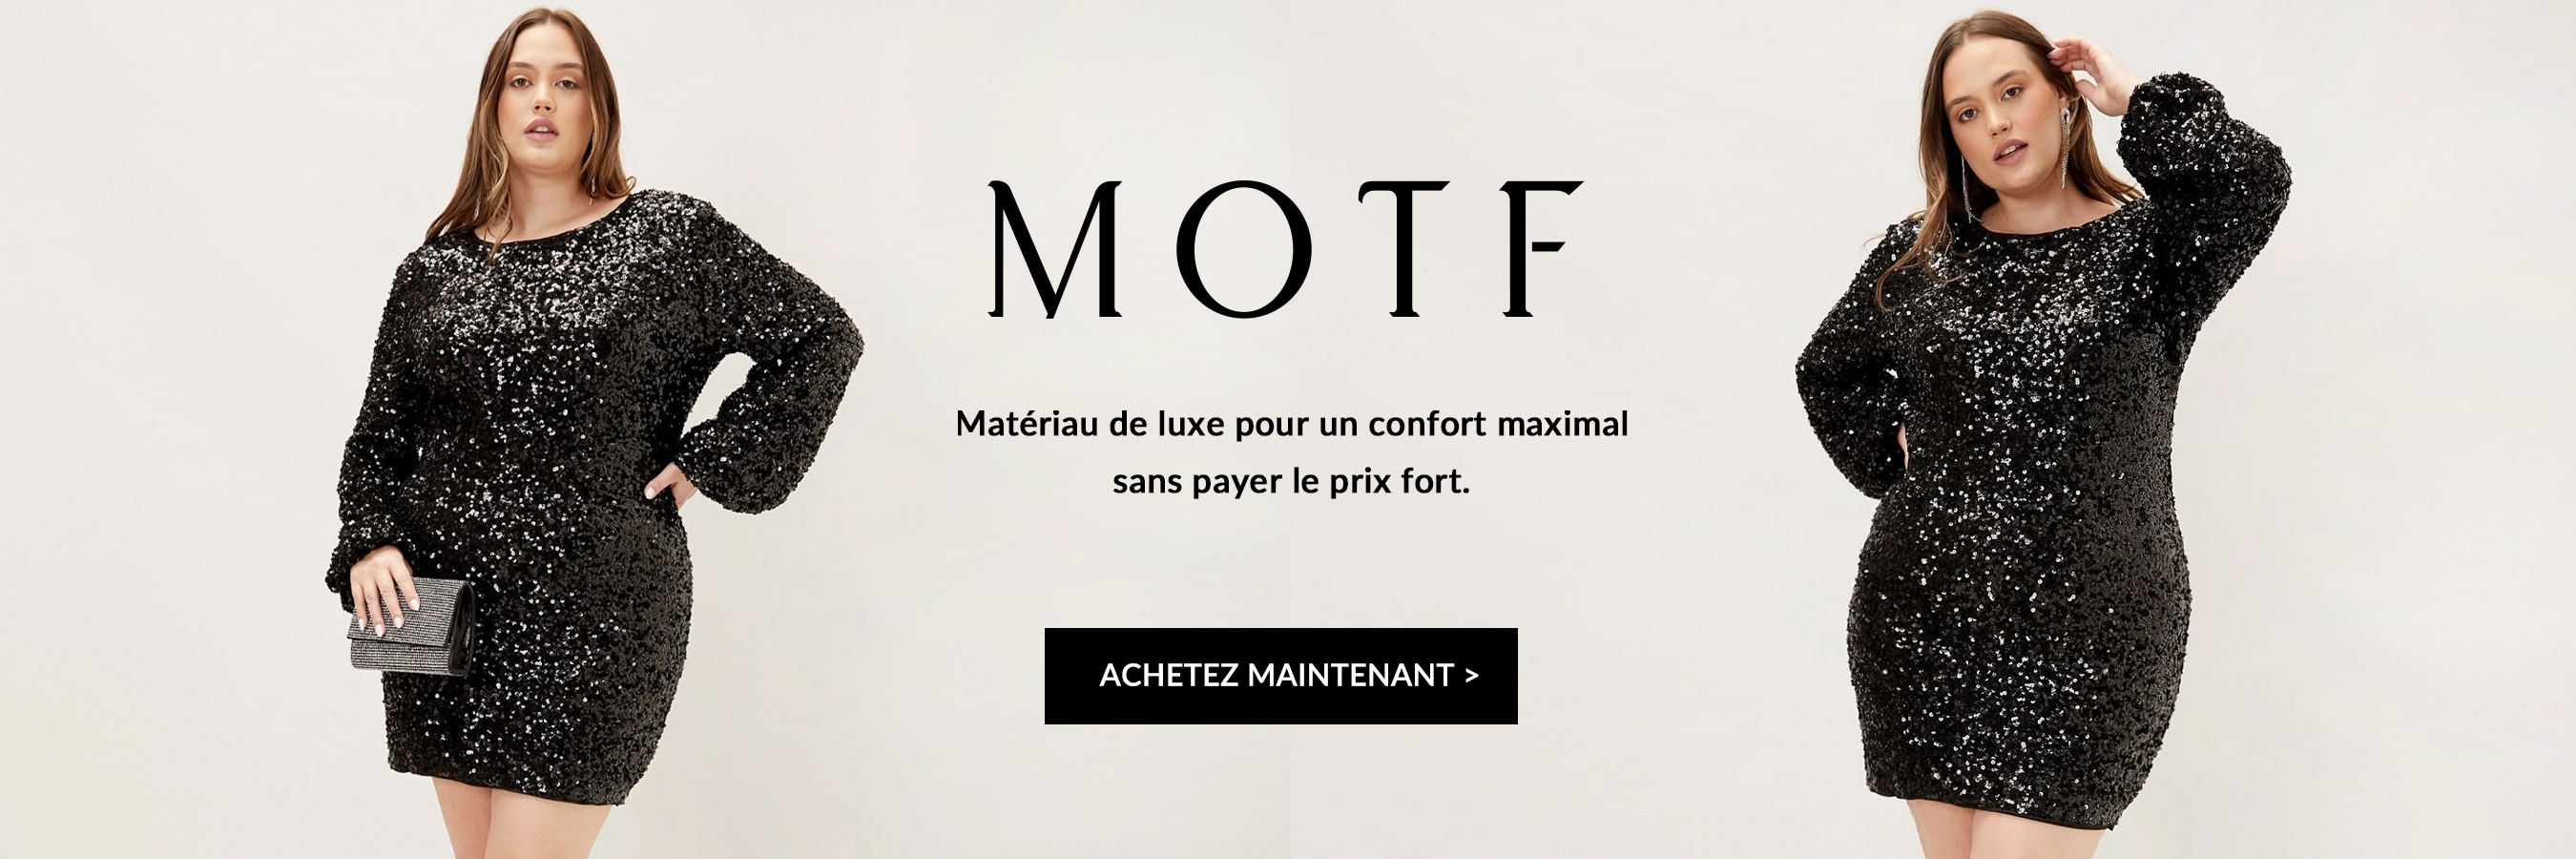 MOTF
Matériau de luxe pour un confort maximal
sans payer le prix fort.
ACHETEZ MAINTENANT >